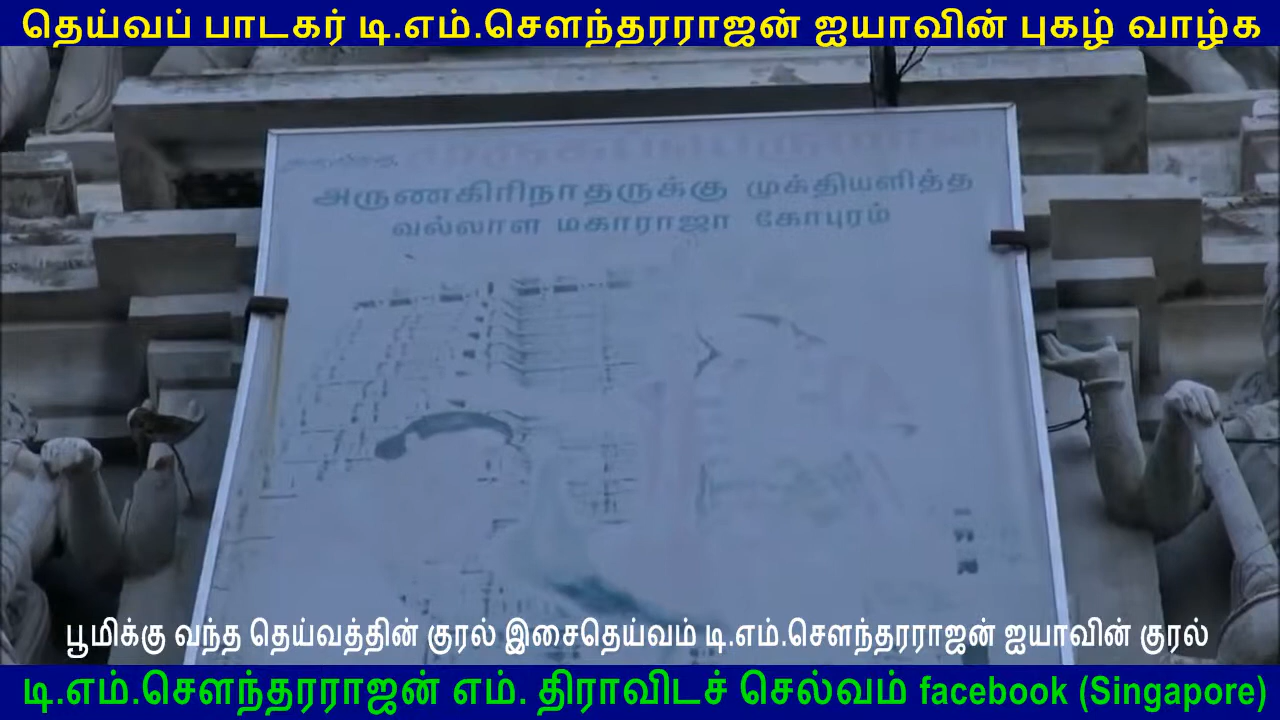 தெய்வப் பாடகர் டி.எம்.சௌந்தரராஜன் ஐயாவின் புகழ் வாழ்க
அருணகிரிநாதருக்கு முக்தியளித்த
வல்லாள மகாராஜா கோபுரம்
பூமிக்கு வந்த தெய்வத்தின் குரல் இசைதெய்வம் டி.எம்.சௌந்தரராஜன் ஐயாவின் குரல்
டி.எம்.சௌந்தரராஜன் எம். திராவிடச் செல்வம் facebook (Singapore)